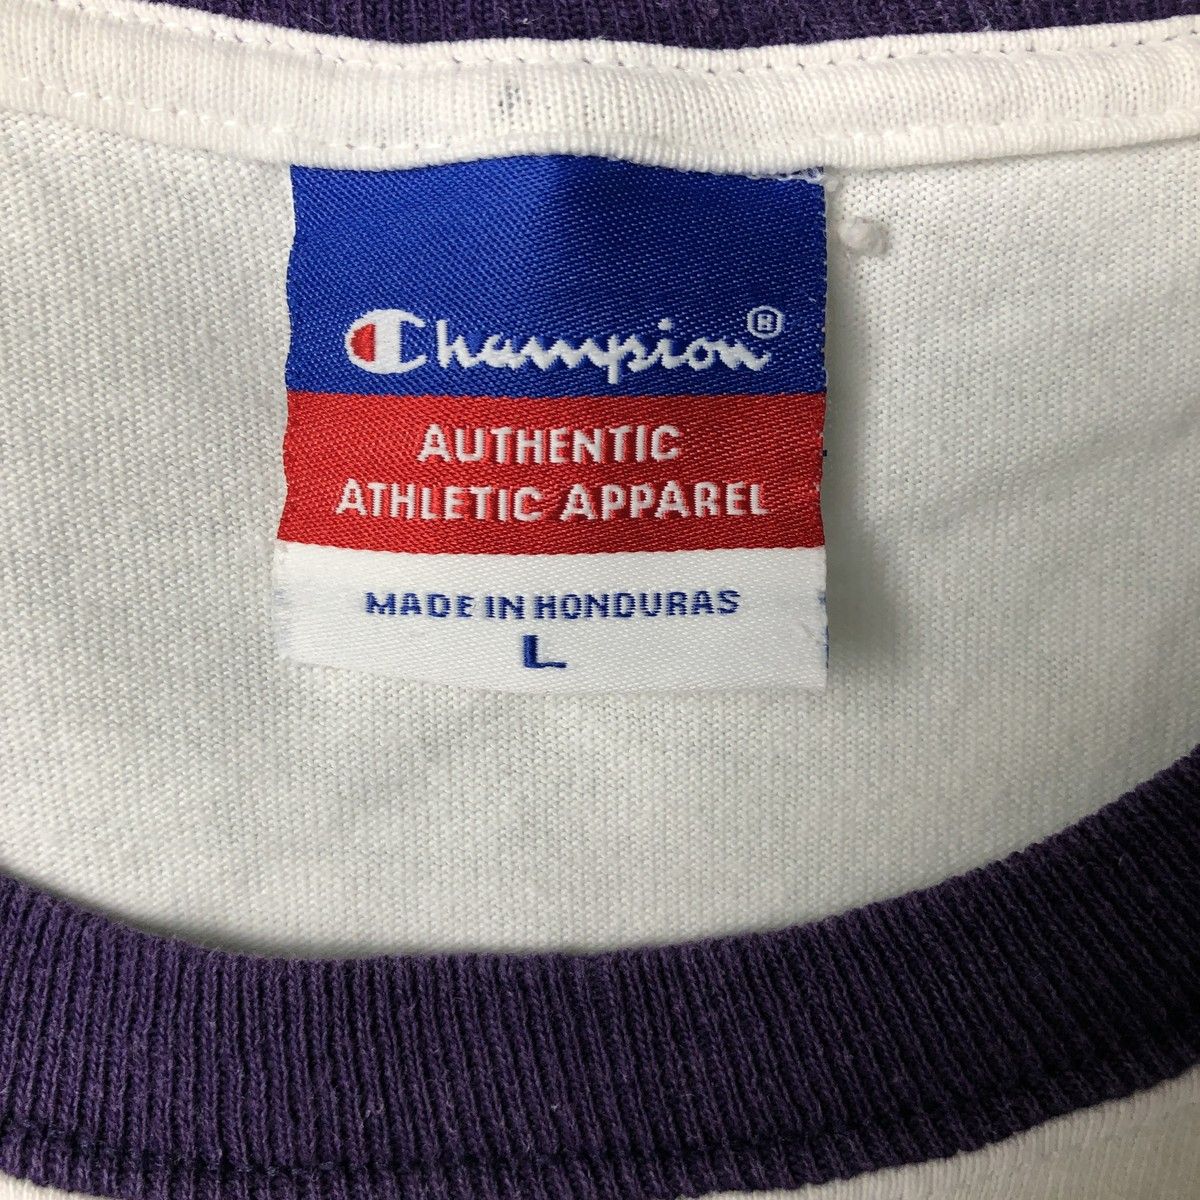 Champion®
AUTHENTIC
ATHLETIC APPAREL
MADE IN HONDURAS
L